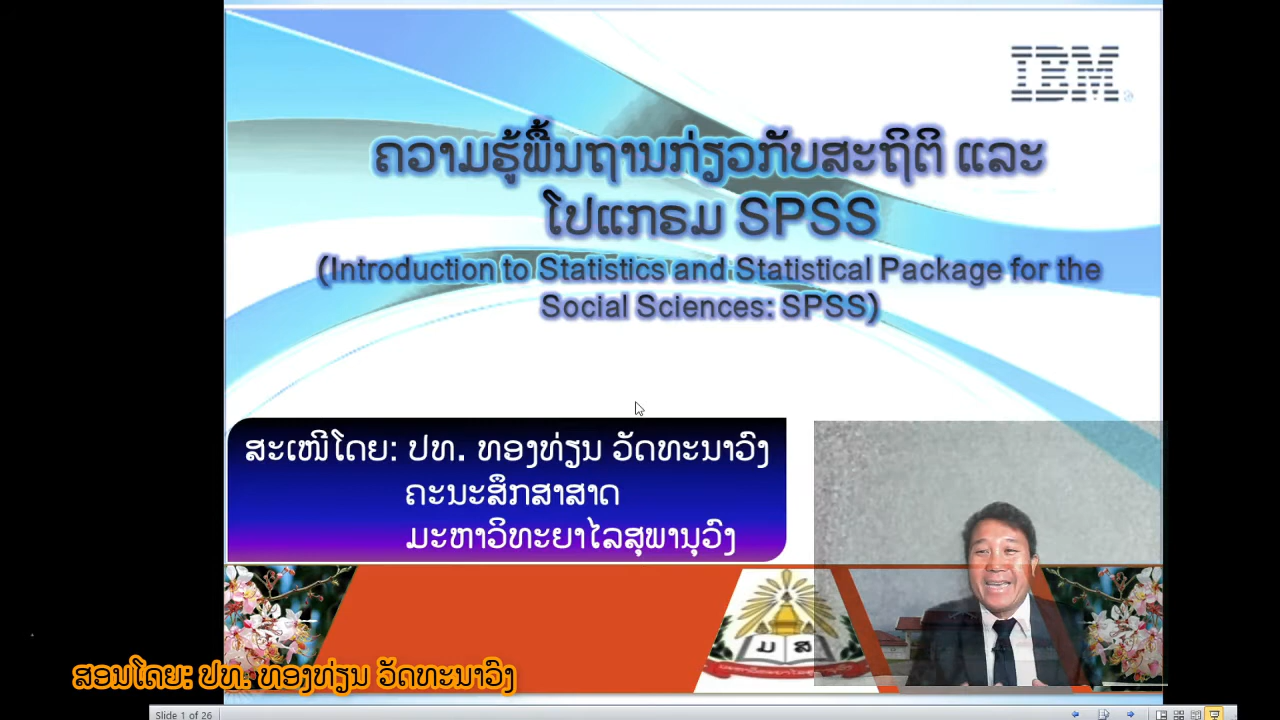 IBM
ຄວາມຮູ້ພື້ນຖານກ່ຽວກັບສະຖິຕິ ແລະ
ໂປແກຣມ SPSS
(Introduction to Statistics and Statistical Package for the
Social Sciences: SPSS)
ສະເໜີໂດຍ: ປທ. ທອງທ່ຽນ ວັດທະນາວົງ
ຄະນະສຶກສາສາດ
ມະຫາວິທະຍາໄລສຸພານຸວົງ
ມ ສ
ສອນໂດຍ: ປທ. ທອງທ່ຽນ ວັດທະນາວົງ
Slide 1 of 26